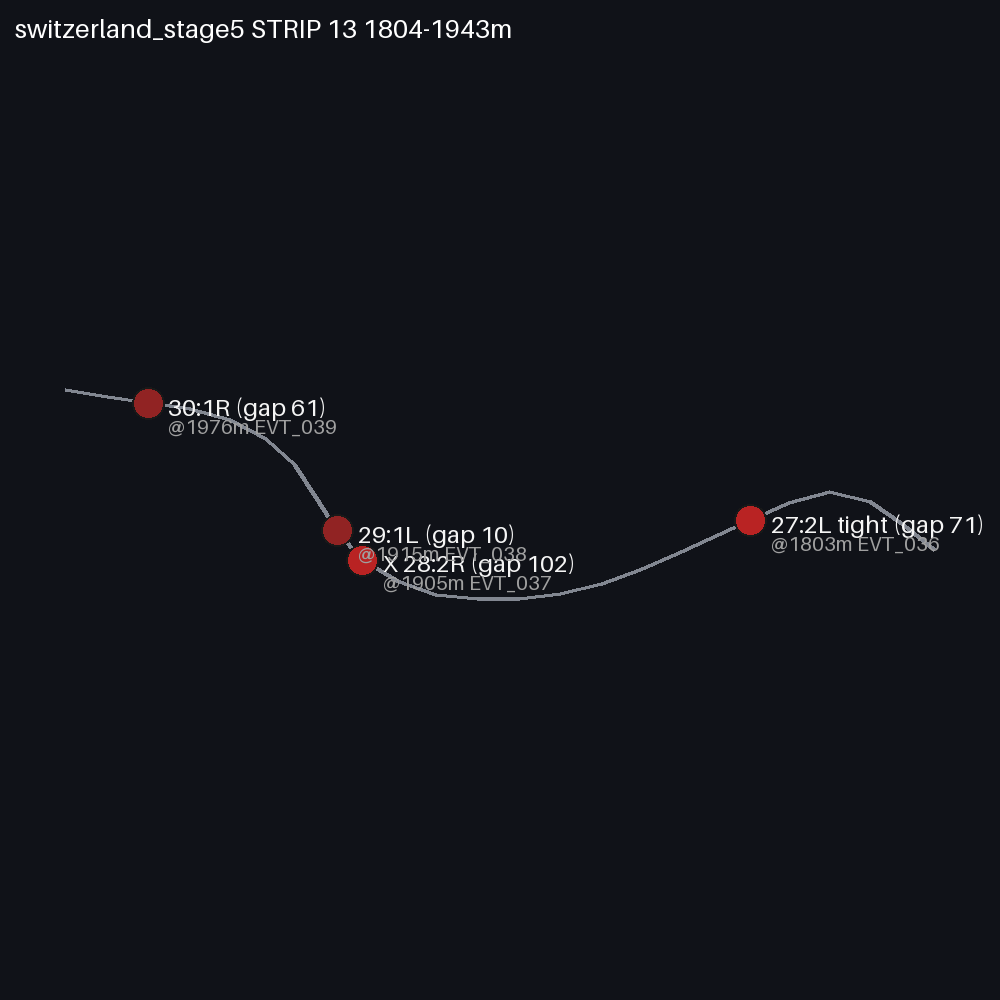 switzerland_stage5 STRIP 13 1804-1943m
30:1R (gap 61)
@1976m EVT_039
29:1L (gap 10)
@1915m EVT_038
X 28:2R (gap 102)
@1905m EVT_037
27:2L tight (gap 71)
@1803m EVT_036